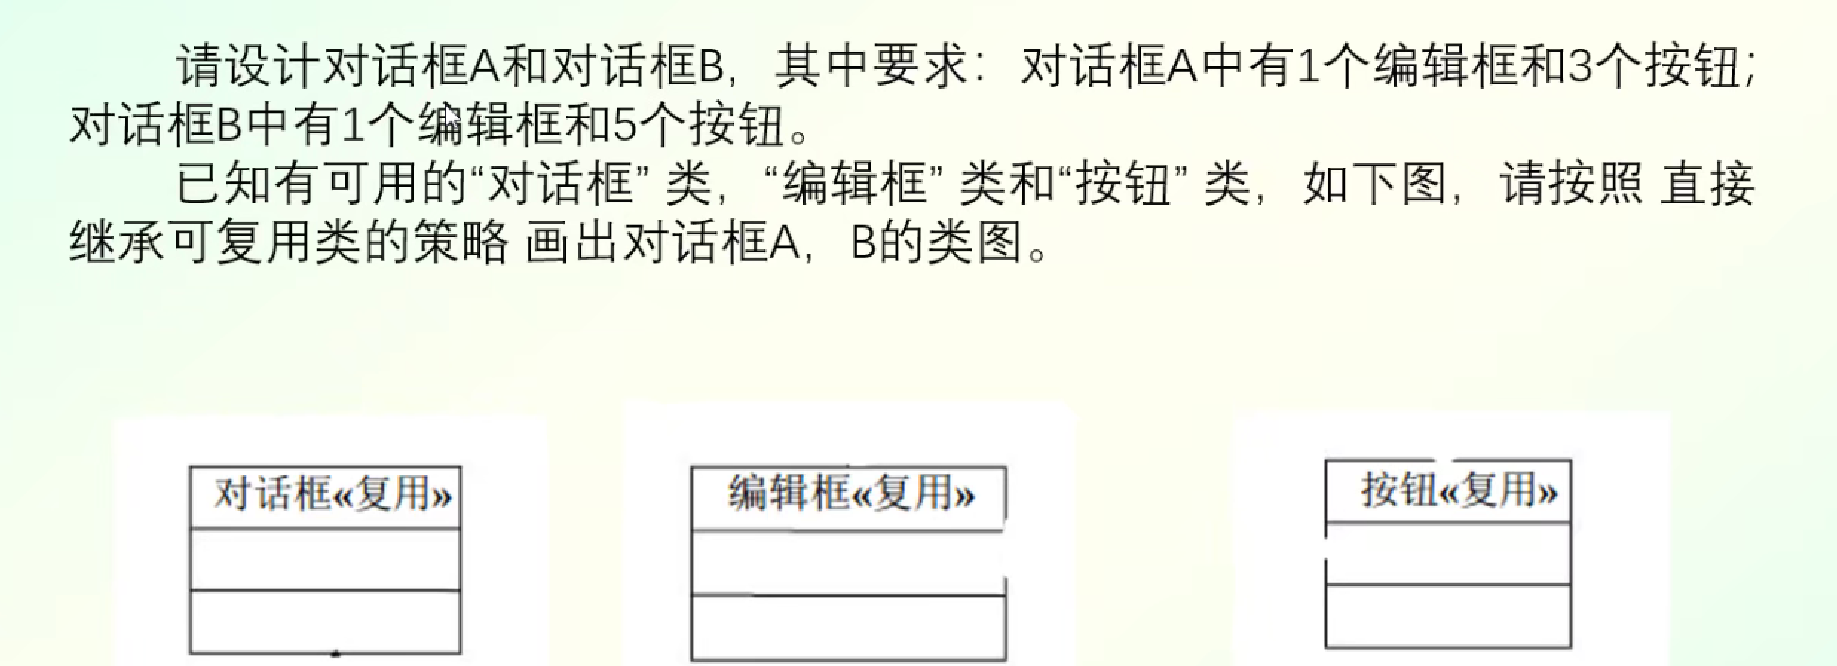 请设计对话框A和对话框B，其中要求：对话框A中有1个编辑框和3个按钮;
对话框B中有1个编辑框和5个按钮。
已知有可用的“对话框” 类，“编辑框” 类和“按钮” 类，如下图，请按照 直接
继承可复用类的策略 画出对话框A，B的类图。
对话框«复用»
编辑框«复用»
按钮«复用»